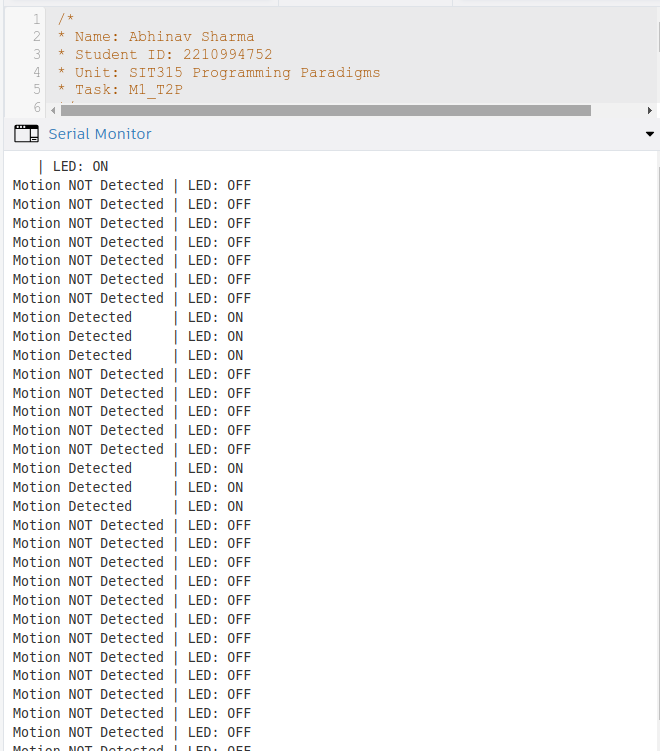 1 /*
2 * Name: Abhinav Sharma
3 * Student ID: 2210994752
4 * Unit: SIT315 Programming Paradigms
5 * Task: M1_T2P
6
Serial Monitor
| LED: ON
Motion NOT Detected | LED: OFF
Motion NOT Detected | LED: OFF
Motion NOT Detected | LED: OFF
Motion NOT Detected | LED: OFF
Motion NOT Detected | LED: OFF
Motion NOT Detected | LED: OFF
Motion NOT Detected | LED: OFF
Motion Detected     | LED: ON
Motion Detected     | LED: ON
Motion Detected     | LED: ON
Motion NOT Detected | LED: OFF
Motion NOT Detected | LED: OFF
Motion NOT Detected | LED: OFF
Motion NOT Detected | LED: OFF
Motion NOT Detected | LED: OFF
Motion Detected     | LED: ON
Motion Detected     | LED: ON
Motion Detected     | LED: ON
Motion NOT Detected | LED: OFF
Motion NOT Detected | LED: OFF
Motion NOT Detected | LED: OFF
Motion NOT Detected | LED: OFF
Motion NOT Detected | LED: OFF
Motion NOT Detected | LED: OFF
Motion NOT Detected | LED: OFF
Motion NOT Detected | LED: OFF
Motion NOT Detected | LED: OFF
Motion NOT Detected | LED: OFF
Motion NOT Detected | LED: OFF
Motion NOT Detected | LED: OFF
Motion NOT Detected | LED: OFF